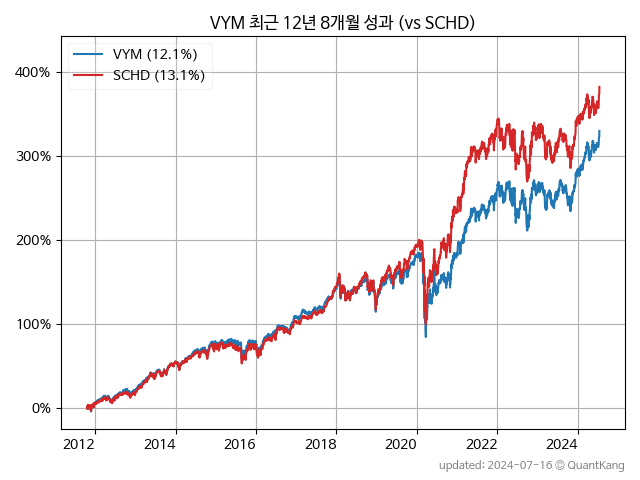 VYM 최근 12년 8개월 성과 (vs SCHD)
VYM (12.1%)
SCHD (13.1%)
400%
300%
200%
100%
0%
2012 2014 2016 2018 2020 2022 2024
updated: 2024-07-16 © QuantKang